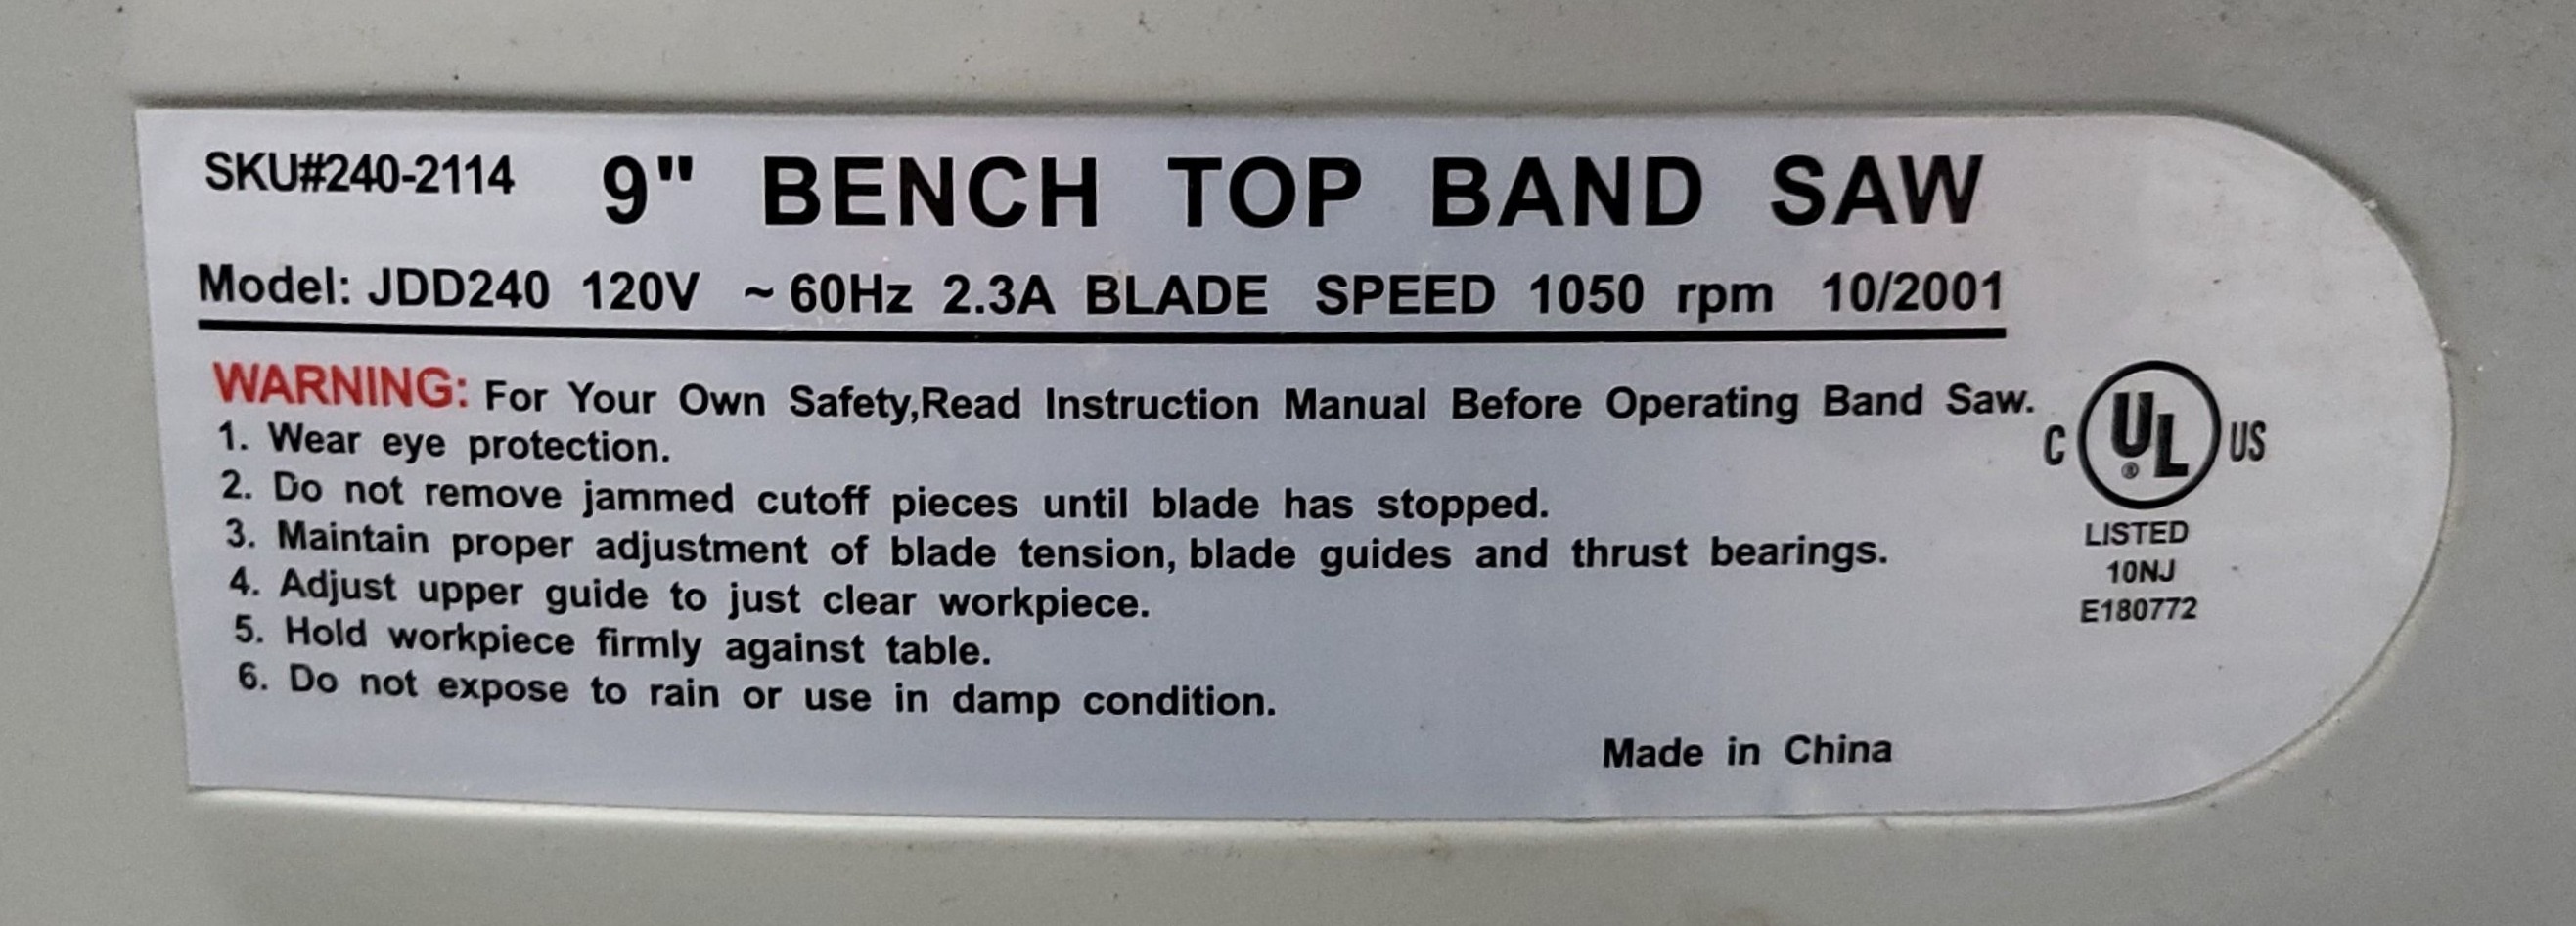 SKU#240-2114 9" BENCH TOP BAND SAW
Model: JDD240 120V ~ 60Hz 2.3A BLADE SPEED 1050 rpm 10/2001
WARNING: For Your Own Safety,Read Instruction Manual Before Operating Band Saw.
1. Wear eye protection.
2. Do not remove jammed cutoff pieces until blade has stopped.
3. Maintain proper adjustment of blade tension, blade guides and thrust bearings.
4. Adjust upper guide to just clear workpiece.
5. Hold workpiece firmly against table.
6. Do not expose to rain or use in damp condition.
C UL ® US
LISTED
10NJ
E180772
Made in China